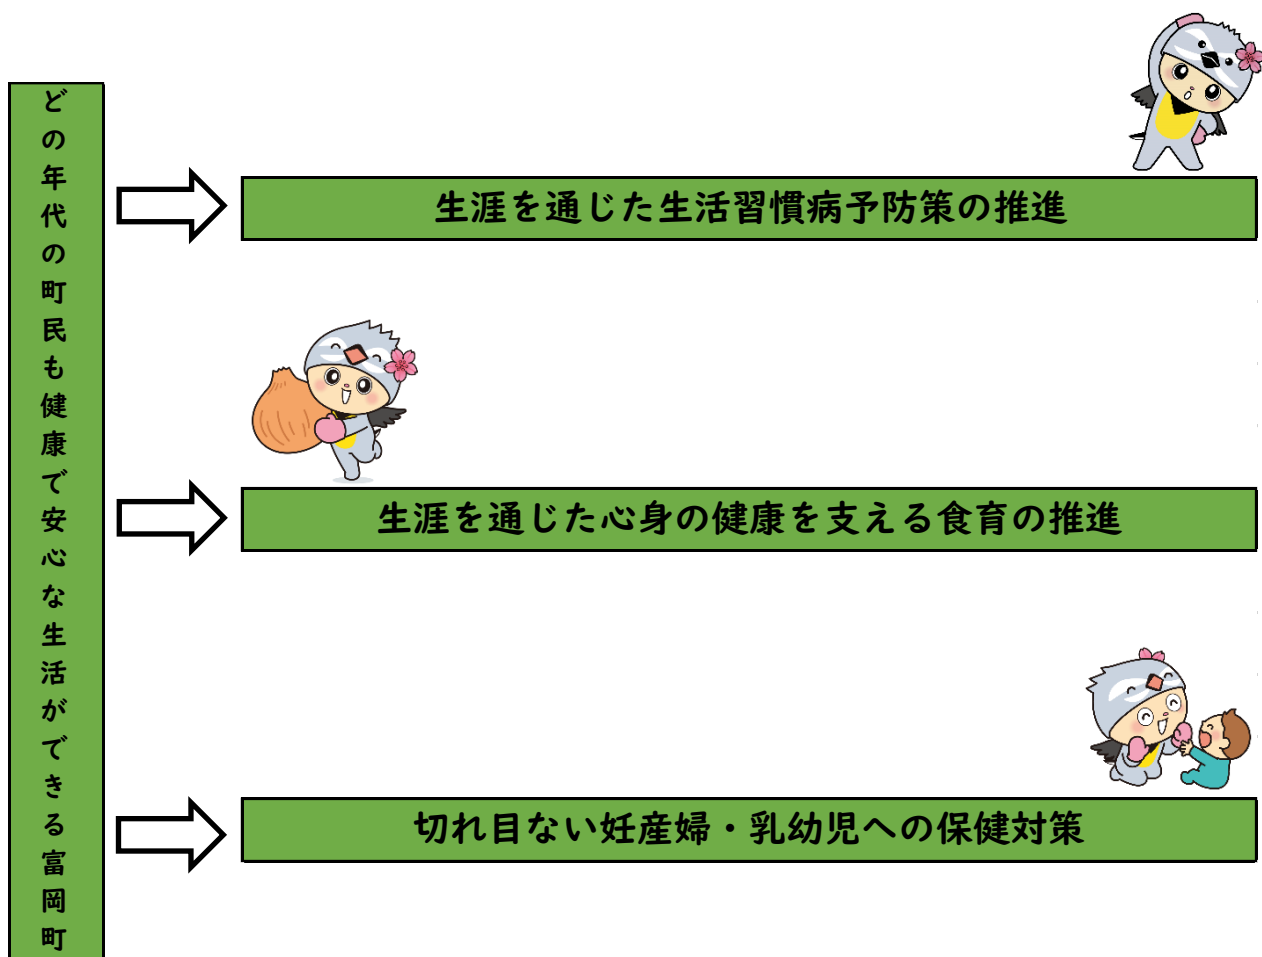 どの年代の町民も健康で安心な生活ができる富岡町
生涯を通じた生活習慣病予防策の推進
生涯を通じた心身の健康を支える食育の推進
切れ目ない妊産婦・乳幼児への保健対策